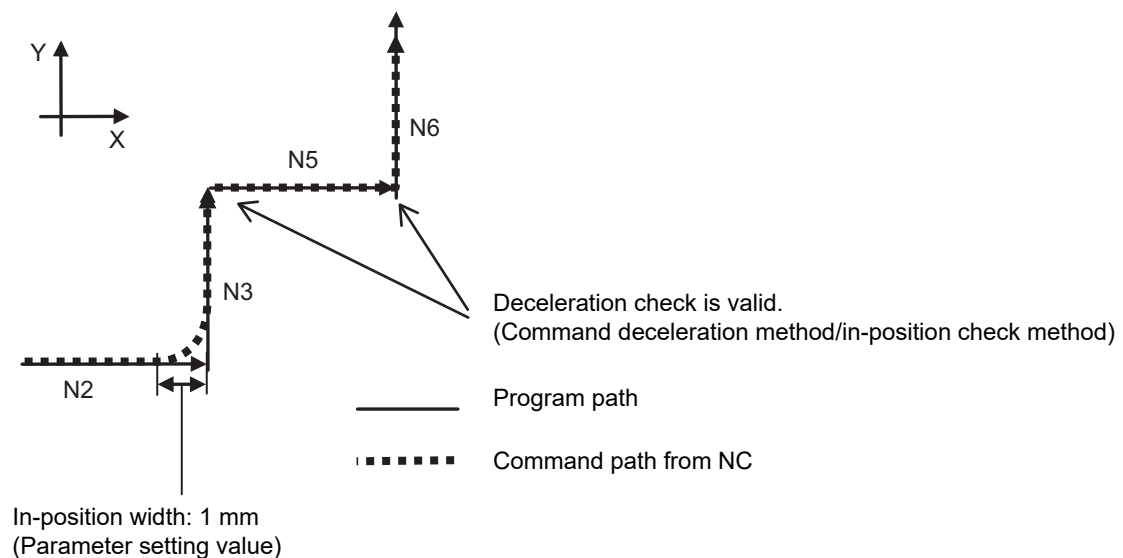 Y
X
N6
N5
N3
Deceleration check is valid.
(Command deceleration method/in-position check method)
N2
Program path
Command path from NC
In-position width: 1 mm
(Parameter setting value)